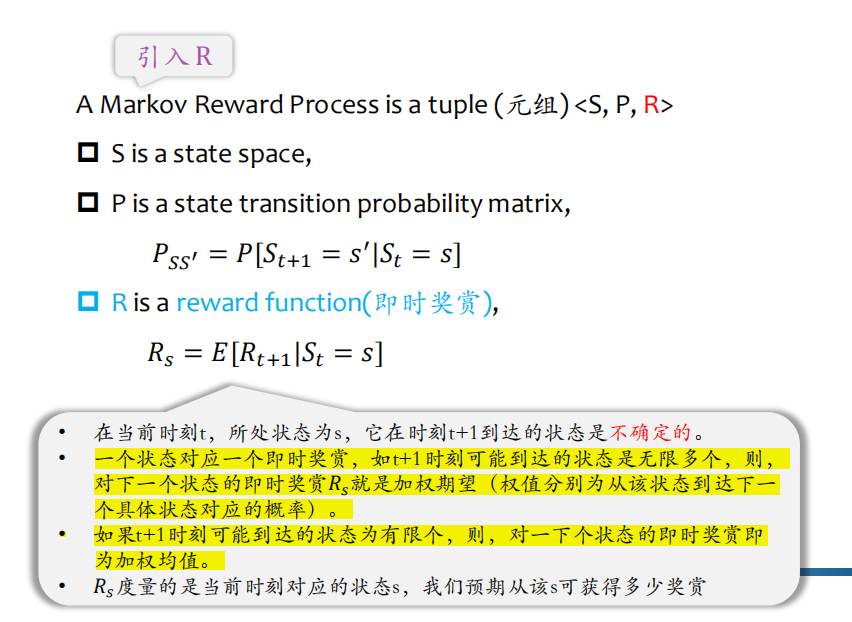 引入 R
A Markov Reward Process is a tuple (元组) <S, P, R>
S is a state space,
P is a state transition probability matrix,
P_{SS'} = P[S_{t+1} = s'|S_t = s]
R is a reward function(即时奖赏),
R_s = E[R_{t+1}|S_t = s]
• 在当前时刻t，所处状态为s，它在时刻t+1到达的状态是不确定的。
• 一个状态对应一个即时奖赏，如t+1时刻可能到达的状态是无限多个，则，
对下一个状态的即时奖赏R_s就是加权期望（权值分别为从该状态到达下一
个具体状态对应的概率）。
• 如果t+1时刻可能到达的状态为有限个，则，对一下个状态的即时奖赏即
为加权均值。
• R_s度量的是当前时刻对应的状态s，我们预期从该s可获得多少奖赏